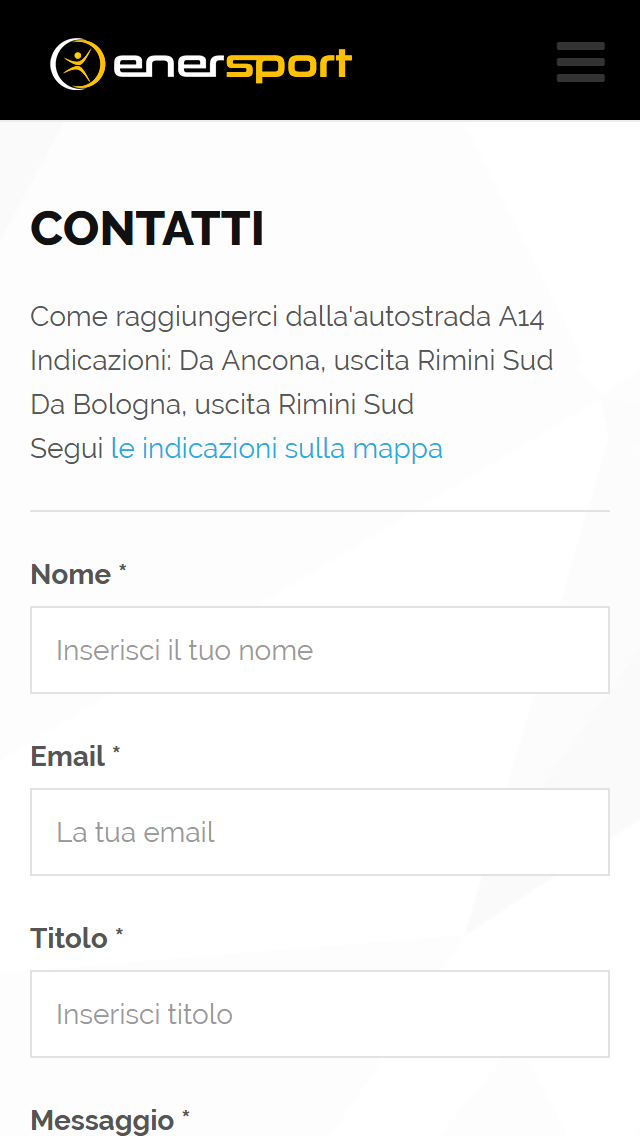 enersport
CONTATTI
Come raggiungerci dalla'autostrada A14
Indicazioni: Da Ancona, uscita Rimini Sud
Da Bologna, uscita Rimini Sud
Segui le indicazioni sulla mappa
Nome *
Inserisci il tuo nome
Email *
La tua email
Titolo *
Inserisci titolo
Messaggio *